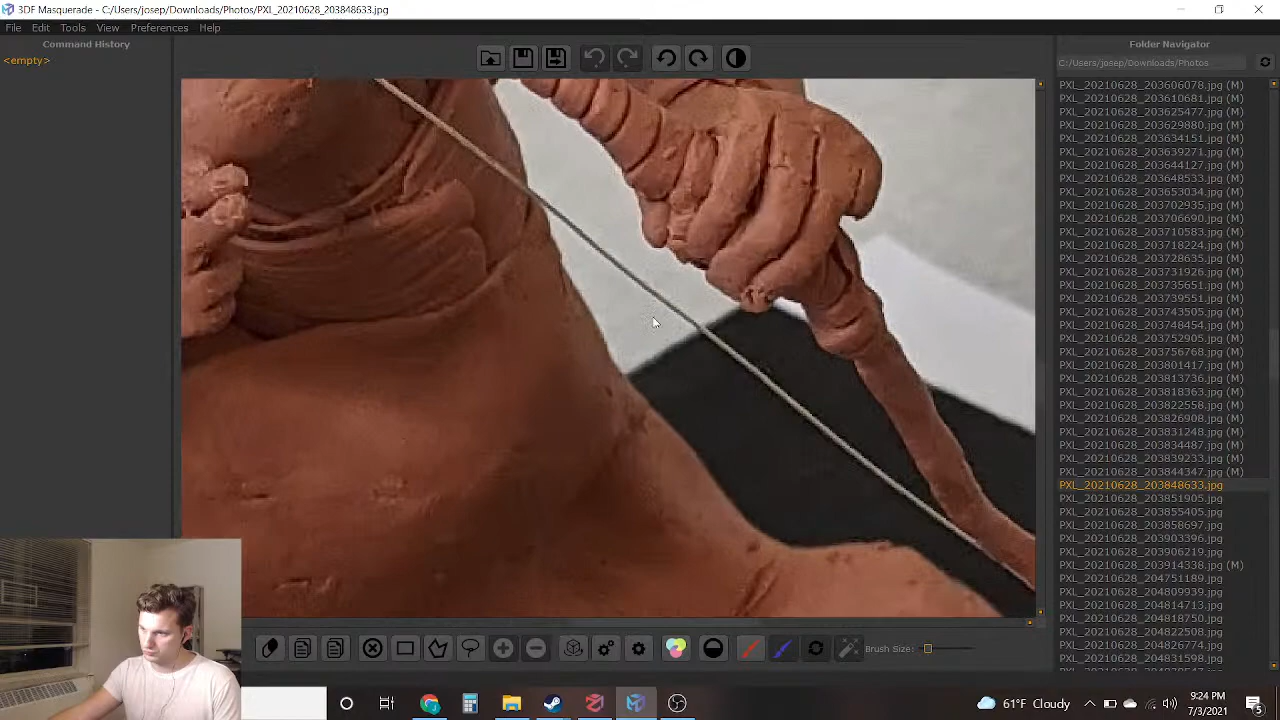 3DF Masquerade - C:/Users/josep/Downloads/Photos/PXL_20210628_203848633.jpg
File Edit Tools View Preferences Help
Command History
<empty>
Folder Navigator
C:/Users/josep/Downloads/Photos
PXL_20210628_203606078.jpg (M)
PXL_20210628_203610681.jpg (M)
PXL_20210628_203625477.jpg (M)
PXL_20210628_203629880.jpg (M)
PXL_20210628_203634151.jpg (M)
PXL_20210628_203639271.jpg (M)
PXL_20210628_203644127.jpg (M)
PXL_20210628_203648533.jpg (M)
PXL_20210628_203653034.jpg (M)
PXL_20210628_203702935.jpg (M)
PXL_20210628_203706690.jpg (M)
PXL_20210628_203710583.jpg (M)
PXL_20210628_203718224.jpg (M)
PXL_20210628_203728635.jpg (M)
PXL_20210628_203731926.jpg (M)
PXL_20210628_203735651.jpg (M)
PXL_20210628_203739551.jpg (M)
PXL_20210628_203743505.jpg (M)
PXL_20210628_203748454.jpg (M)
PXL_20210628_203752905.jpg (M)
PXL_20210628_203756768.jpg (M)
PXL_20210628_203801417.jpg (M)
PXL_20210628_203813736.jpg (M)
PXL_20210628_203818363.jpg (M)
PXL_20210628_203822558.jpg (M)
PXL_20210628_203826908.jpg (M)
PXL_20210628_203831248.jpg (M)
PXL_20210628_203834487.jpg (M)
PXL_20210628_203839233.jpg (M)
PXL_20210628_203844347.jpg (M)
PXL_20210628_203848633.jpg
PXL_20210628_203851905.jpg
PXL_20210628_203855405.jpg
PXL_20210628_203858697.jpg
PXL_20210628_203903396.jpg
PXL_20210628_203906219.jpg
PXL_20210628_203914338.jpg (M)
PXL_20210628_204751189.jpg
PXL_20210628_204809939.jpg
PXL_20210628_204814713.jpg
PXL_20210628_204818750.jpg
PXL_20210628_204822508.jpg
PXL_20210628_204826774.jpg
PXL_20210628_204831598.jpg
Brush Size:
61°F Cloudy
9:24 PM
7/3/2021
5